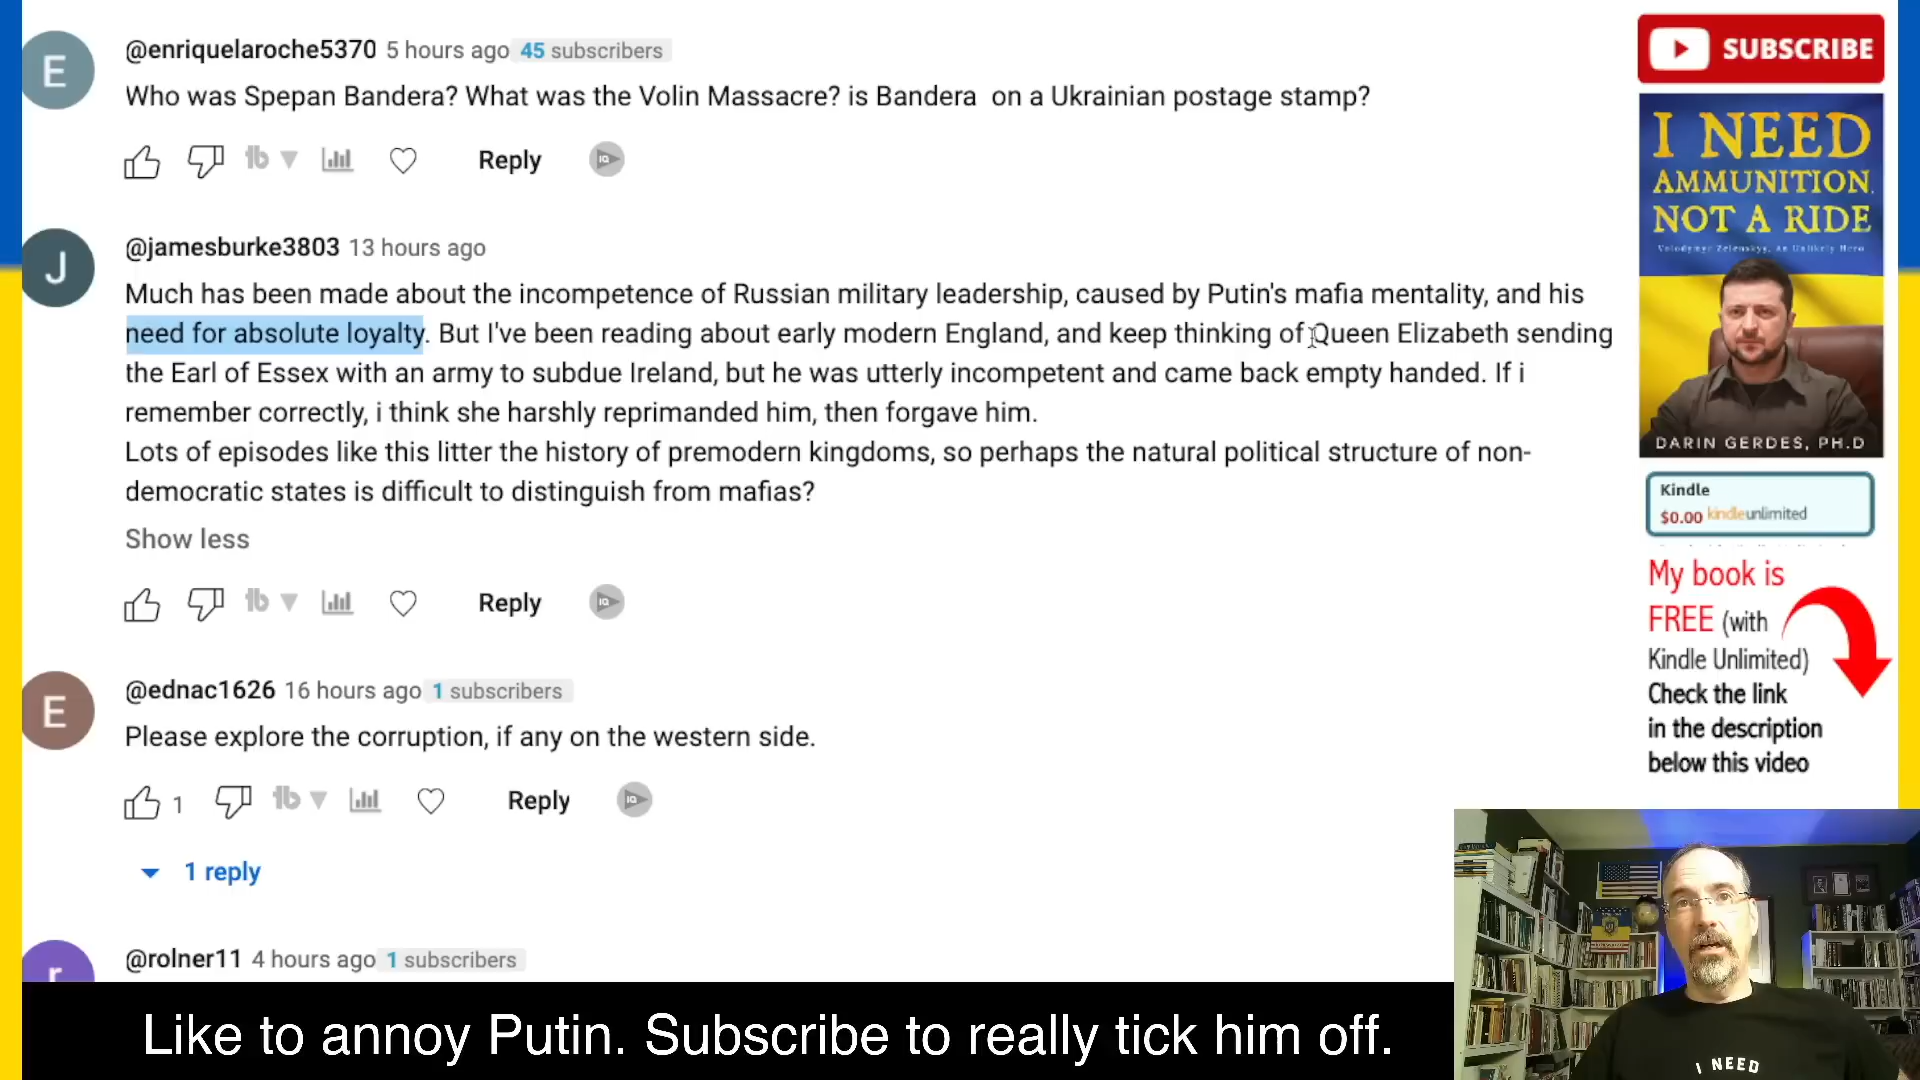 E
@enriquelaroche5370 5 hours ago 45 subscribers
Who was Spepan Bandera? What was the Volin Massacre? is Bandera on a Ukrainian postage stamp?
Reply
J
@jamesburke3803 13 hours ago
Much has been made about the incompetence of Russian military leadership, caused by Putin's mafia mentality, and his
need for absolute loyalty. But I've been reading about early modern England, and keep thinking of Queen Elizabeth sending
the Earl of Essex with an army to subdue Ireland, but he was utterly incompetent and came back empty handed. If i
remember correctly, i think she harshly reprimanded him, then forgave him.
Lots of episodes like this litter the history of premodern kingdoms, so perhaps the natural political structure of non-
democratic states is difficult to distinguish from mafias?
Show less
Reply
E
@ednac1626 16 hours ago 1 subscribers
Please explore the corruption, if any on the western side.
1
Reply
1 reply
r
@rolner11 4 hours ago 1 subscribers
SUBSCRIBE
I NEED
AMMUNITION,
NOT A RIDE
Volodymyr Zelenskyy, An Unlikely Hero
DARIN GERDES, PH.D
Kindle
$0.00 kindleunlimited
My book is
FREE (with
Kindle Unlimited)
Check the link
in the description
below this video
I NEED
Like to annoy Putin. Subscribe to really tick him off.